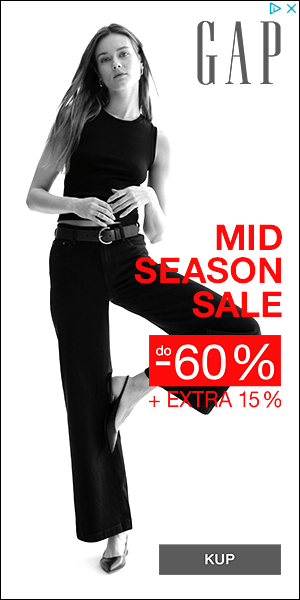 GAP
MID
SEASON
SALE
do
-60%
+ EXTRA 15%
KUP